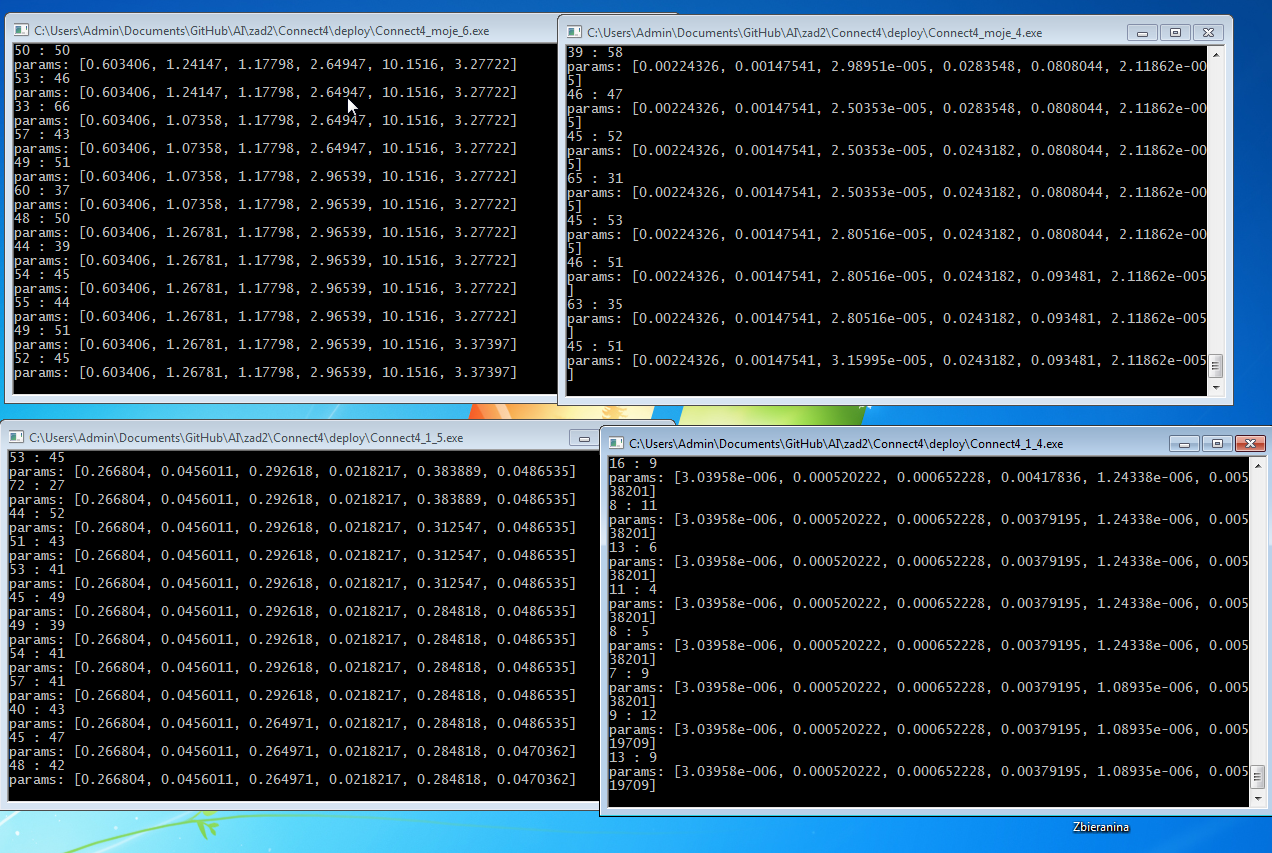 C:\Users\Admin\Documents\GitHub\AI\zad2\Connect4\deploy\Connect4_moje_6.exe
50 : 50
params: [0.603406, 1.24147, 1.17798, 2.64947, 10.1516, 3.27722]
53 : 46
params: [0.603406, 1.24147, 1.17798, 2.64947, 10.1516, 3.27722]
33 : 66
params: [0.603406, 1.07358, 1.17798, 2.64947, 10.1516, 3.27722]
57 : 43
params: [0.603406, 1.07358, 1.17798, 2.64947, 10.1516, 3.27722]
49 : 51
params: [0.603406, 1.07358, 1.17798, 2.96539, 10.1516, 3.27722]
60 : 37
params: [0.603406, 1.07358, 1.17798, 2.96539, 10.1516, 3.27722]
48 : 50
params: [0.603406, 1.26781, 1.17798, 2.96539, 10.1516, 3.27722]
44 : 39
params: [0.603406, 1.26781, 1.17798, 2.96539, 10.1516, 3.27722]
54 : 45
params: [0.603406, 1.26781, 1.17798, 2.96539, 10.1516, 3.27722]
55 : 44
params: [0.603406, 1.26781, 1.17798, 2.96539, 10.1516, 3.27722]
49 : 51
params: [0.603406, 1.26781, 1.17798, 2.96539, 10.1516, 3.37397]
52 : 45
params: [0.603406, 1.26781, 1.17798, 2.96539, 10.1516, 3.37397]
C:\Users\Admin\Documents\GitHub\AI\zad2\Connect4\deploy\Connect4_moje_4.exe
39 : 58
params: [0.00224326, 0.00147541, 2.98951e-005, 0.0283548, 0.0808044, 2.11862e-00
5]
46 : 47
params: [0.00224326, 0.00147541, 2.50353e-005, 0.0283548, 0.0808044, 2.11862e-00
5]
45 : 52
params: [0.00224326, 0.00147541, 2.50353e-005, 0.0243182, 0.0808044, 2.11862e-00
5]
65 : 31
params: [0.00224326, 0.00147541, 2.50353e-005, 0.0243182, 0.0808044, 2.11862e-00
5]
45 : 53
params: [0.00224326, 0.00147541, 2.80516e-005, 0.0243182, 0.0808044, 2.11862e-00
5]
46 : 51
params: [0.00224326, 0.00147541, 2.80516e-005, 0.0243182, 0.093481, 2.11862e-005
]
63 : 35
params: [0.00224326, 0.00147541, 2.80516e-005, 0.0243182, 0.093481, 2.11862e-005
]
45 : 51
params: [0.00224326, 0.00147541, 3.15995e-005, 0.0243182, 0.093481, 2.11862e-005
]
C:\Users\Admin\Documents\GitHub\AI\zad2\Connect4\deploy\Connect4_1_5.exe
53 : 45
params: [0.266804, 0.0456011, 0.292618, 0.0218217, 0.383889, 0.0486535]
72 : 27
params: [0.266804, 0.0456011, 0.292618, 0.0218217, 0.383889, 0.0486535]
44 : 52
params: [0.266804, 0.0456011, 0.292618, 0.0218217, 0.312547, 0.0486535]
51 : 43
params: [0.266804, 0.0456011, 0.292618, 0.0218217, 0.312547, 0.0486535]
53 : 41
params: [0.266804, 0.0456011, 0.292618, 0.0218217, 0.312547, 0.0486535]
45 : 49
params: [0.266804, 0.0456011, 0.292618, 0.0218217, 0.284818, 0.0486535]
49 : 39
params: [0.266804, 0.0456011, 0.292618, 0.0218217, 0.284818, 0.0486535]
54 : 41
params: [0.266804, 0.0456011, 0.292618, 0.0218217, 0.284818, 0.0486535]
57 : 41
params: [0.266804, 0.0456011, 0.292618, 0.0218217, 0.284818, 0.0486535]
40 : 43
params: [0.266804, 0.0456011, 0.264971, 0.0218217, 0.284818, 0.0486535]
45 : 47
params: [0.266804, 0.0456011, 0.264971, 0.0218217, 0.284818, 0.0470362]
48 : 42
params: [0.266804, 0.0456011, 0.264971, 0.0218217, 0.284818, 0.0470362]
C:\Users\Admin\Documents\GitHub\AI\zad2\Connect4\deploy\Connect4_1_4.exe
16 : 9
params: [3.03958e-006, 0.000520222, 0.000652228, 0.00417836, 1.24338e-006, 0.005
38201]
8 : 11
params: [3.03958e-006, 0.000520222, 0.000652228, 0.00379195, 1.24338e-006, 0.005
38201]
13 : 6
params: [3.03958e-006, 0.000520222, 0.000652228, 0.00379195, 1.24338e-006, 0.005
38201]
11 : 4
params: [3.03958e-006, 0.000520222, 0.000652228, 0.00379195, 1.24338e-006, 0.005
38201]
8 : 5
params: [3.03958e-006, 0.000520222, 0.000652228, 0.00379195, 1.24338e-006, 0.005
38201]
7 : 9
params: [3.03958e-006, 0.000520222, 0.000652228, 0.00379195, 1.08935e-006, 0.005
38201]
9 : 12
params: [3.03958e-006, 0.000520222, 0.000652228, 0.00379195, 1.08935e-006, 0.005
19709]
13 : 9
params: [3.03958e-006, 0.000520222, 0.000652228, 0.00379195, 1.08935e-006, 0.005
19709]
Zbieranina